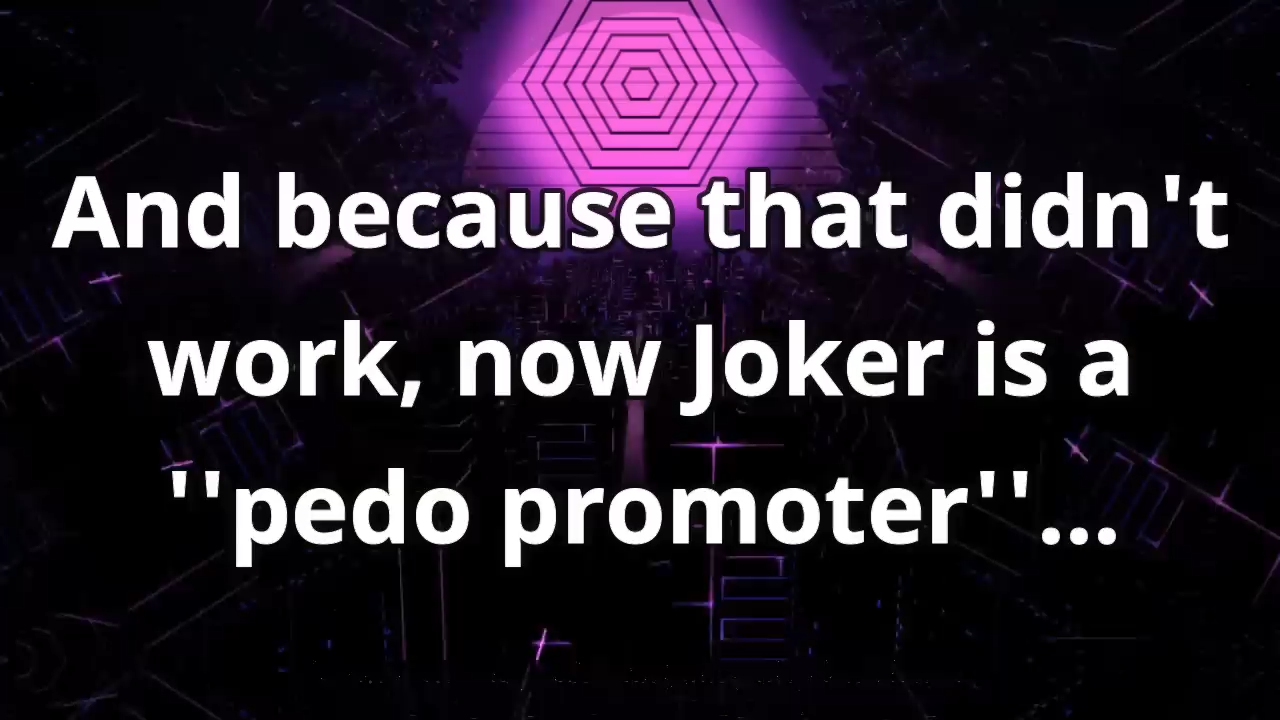 And because that didn't
work, now Joker is a
''pedo promoter''...